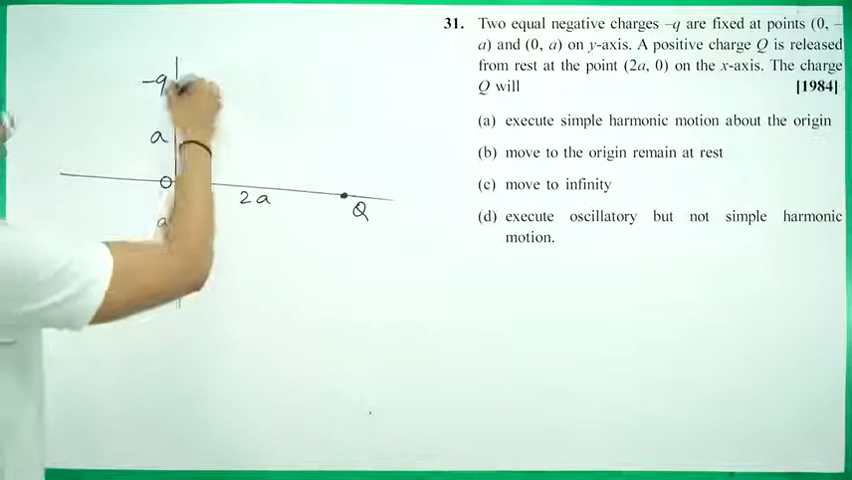 31. Two equal negative charges –q are fixed at points (0, –
a) and (0, a) on y-axis. A positive charge Q is released
from rest at the point (2a, 0) on the x-axis. The charge
Q will [1984]
(a) execute simple harmonic motion about the origin
(b) move to the origin remain at rest
(c) move to infinity
(d) execute oscillatory but not simple harmonic
motion.
-q
a
2a
Q
a